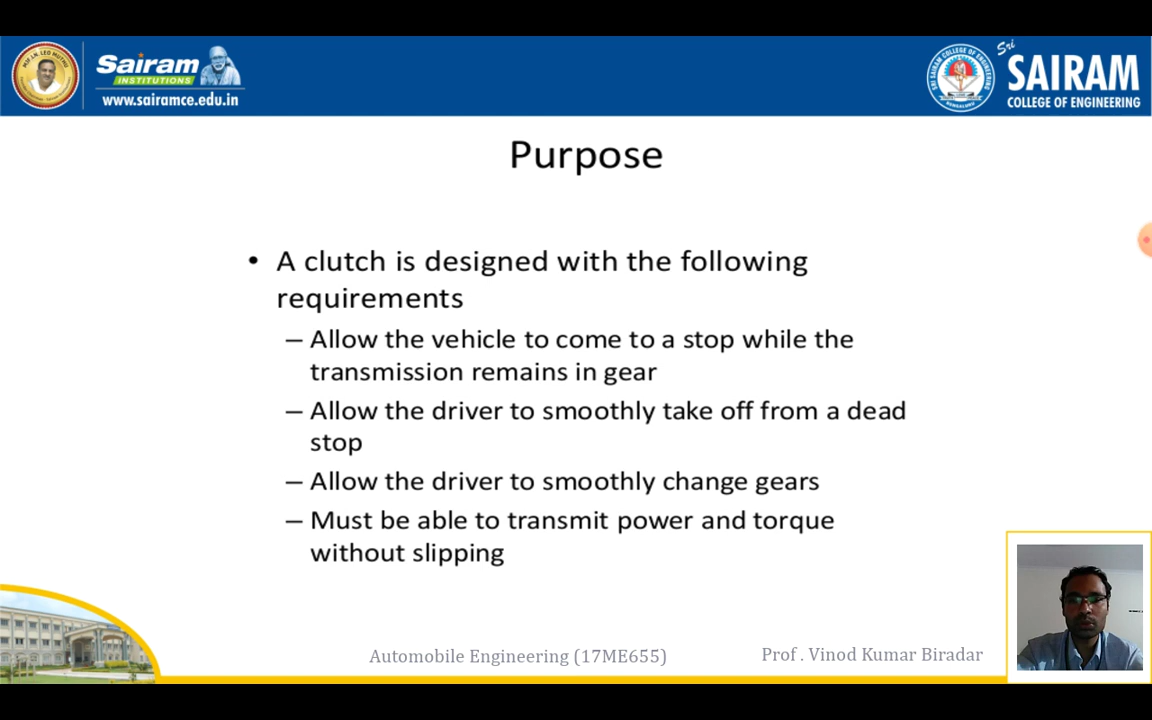 Sairam
INSTITUTIONS
www.sairamce.edu.in
Sri
SAIRAM
COLLEGE OF ENGINEERING
Purpose
• A clutch is designed with the following
requirements
– Allow the vehicle to come to a stop while the
transmission remains in gear
– Allow the driver to smoothly take off from a dead
stop
– Allow the driver to smoothly change gears
– Must be able to transmit power and torque
without slipping
Automobile Engineering (17ME655)
Prof . Vinod Kumar Biradar